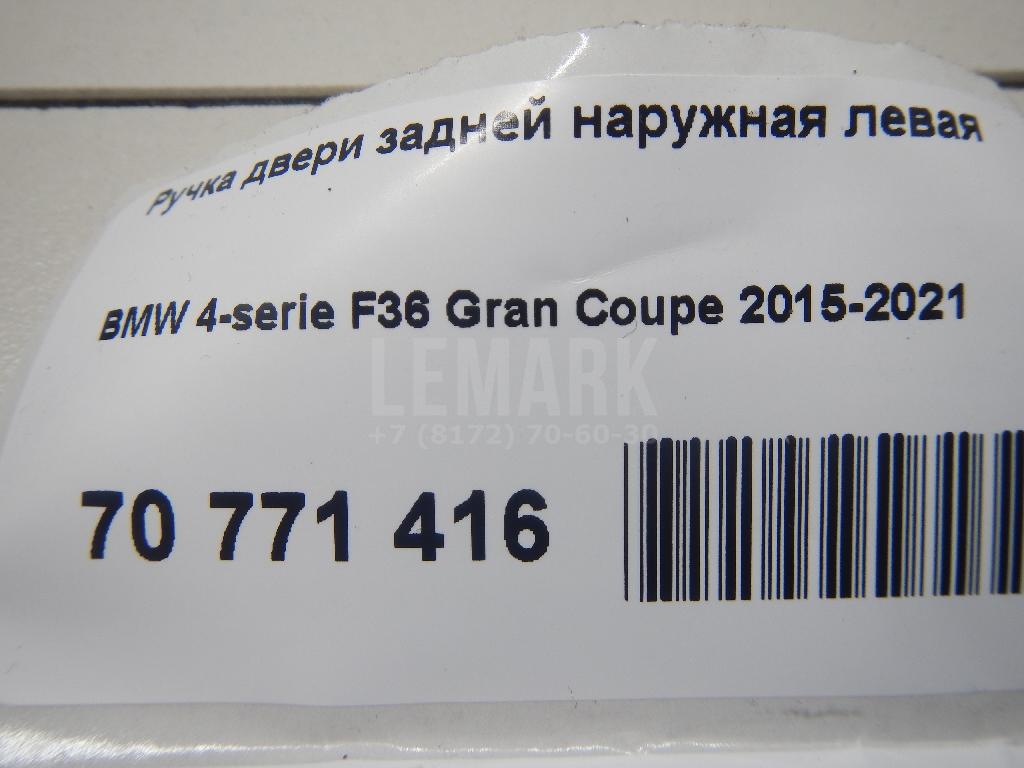 Ручка двери задней наружная левая
BMW 4-serie F36 Gran Coupe 2015-2021
LEMARK
+7 (8172) 70-60-30
70 771 416